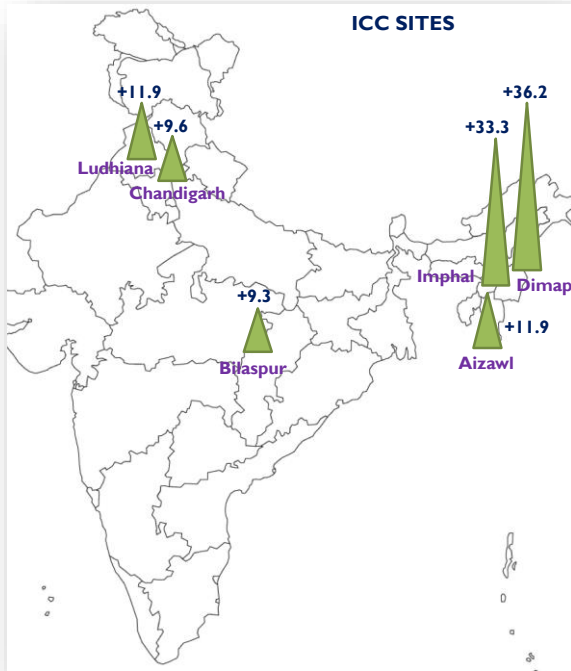 ICC SITES
+11.9
+36.2
+9.6
+33.3
Ludhiana
Chandigarh
Imphal
Dimap
+9.3
+11.9
Bilaspur
Aizawl